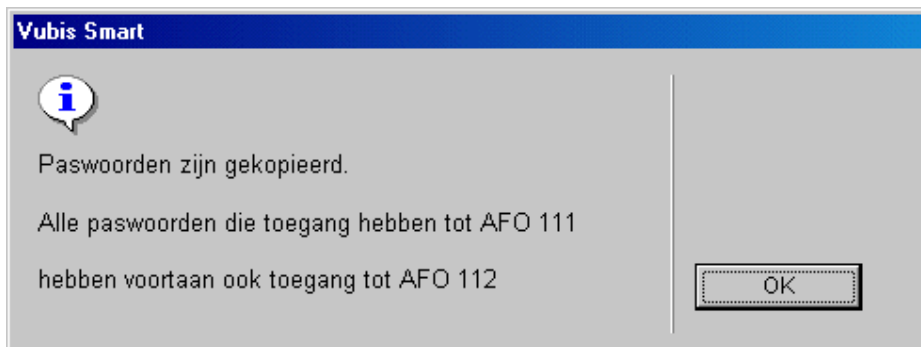 Vubis Smart
Paswoorden zijn gekopieerd.
Alle paswoorden die toegang hebben tot AFO 111
hebben voortaan ook toegang tot AFO 112
OK